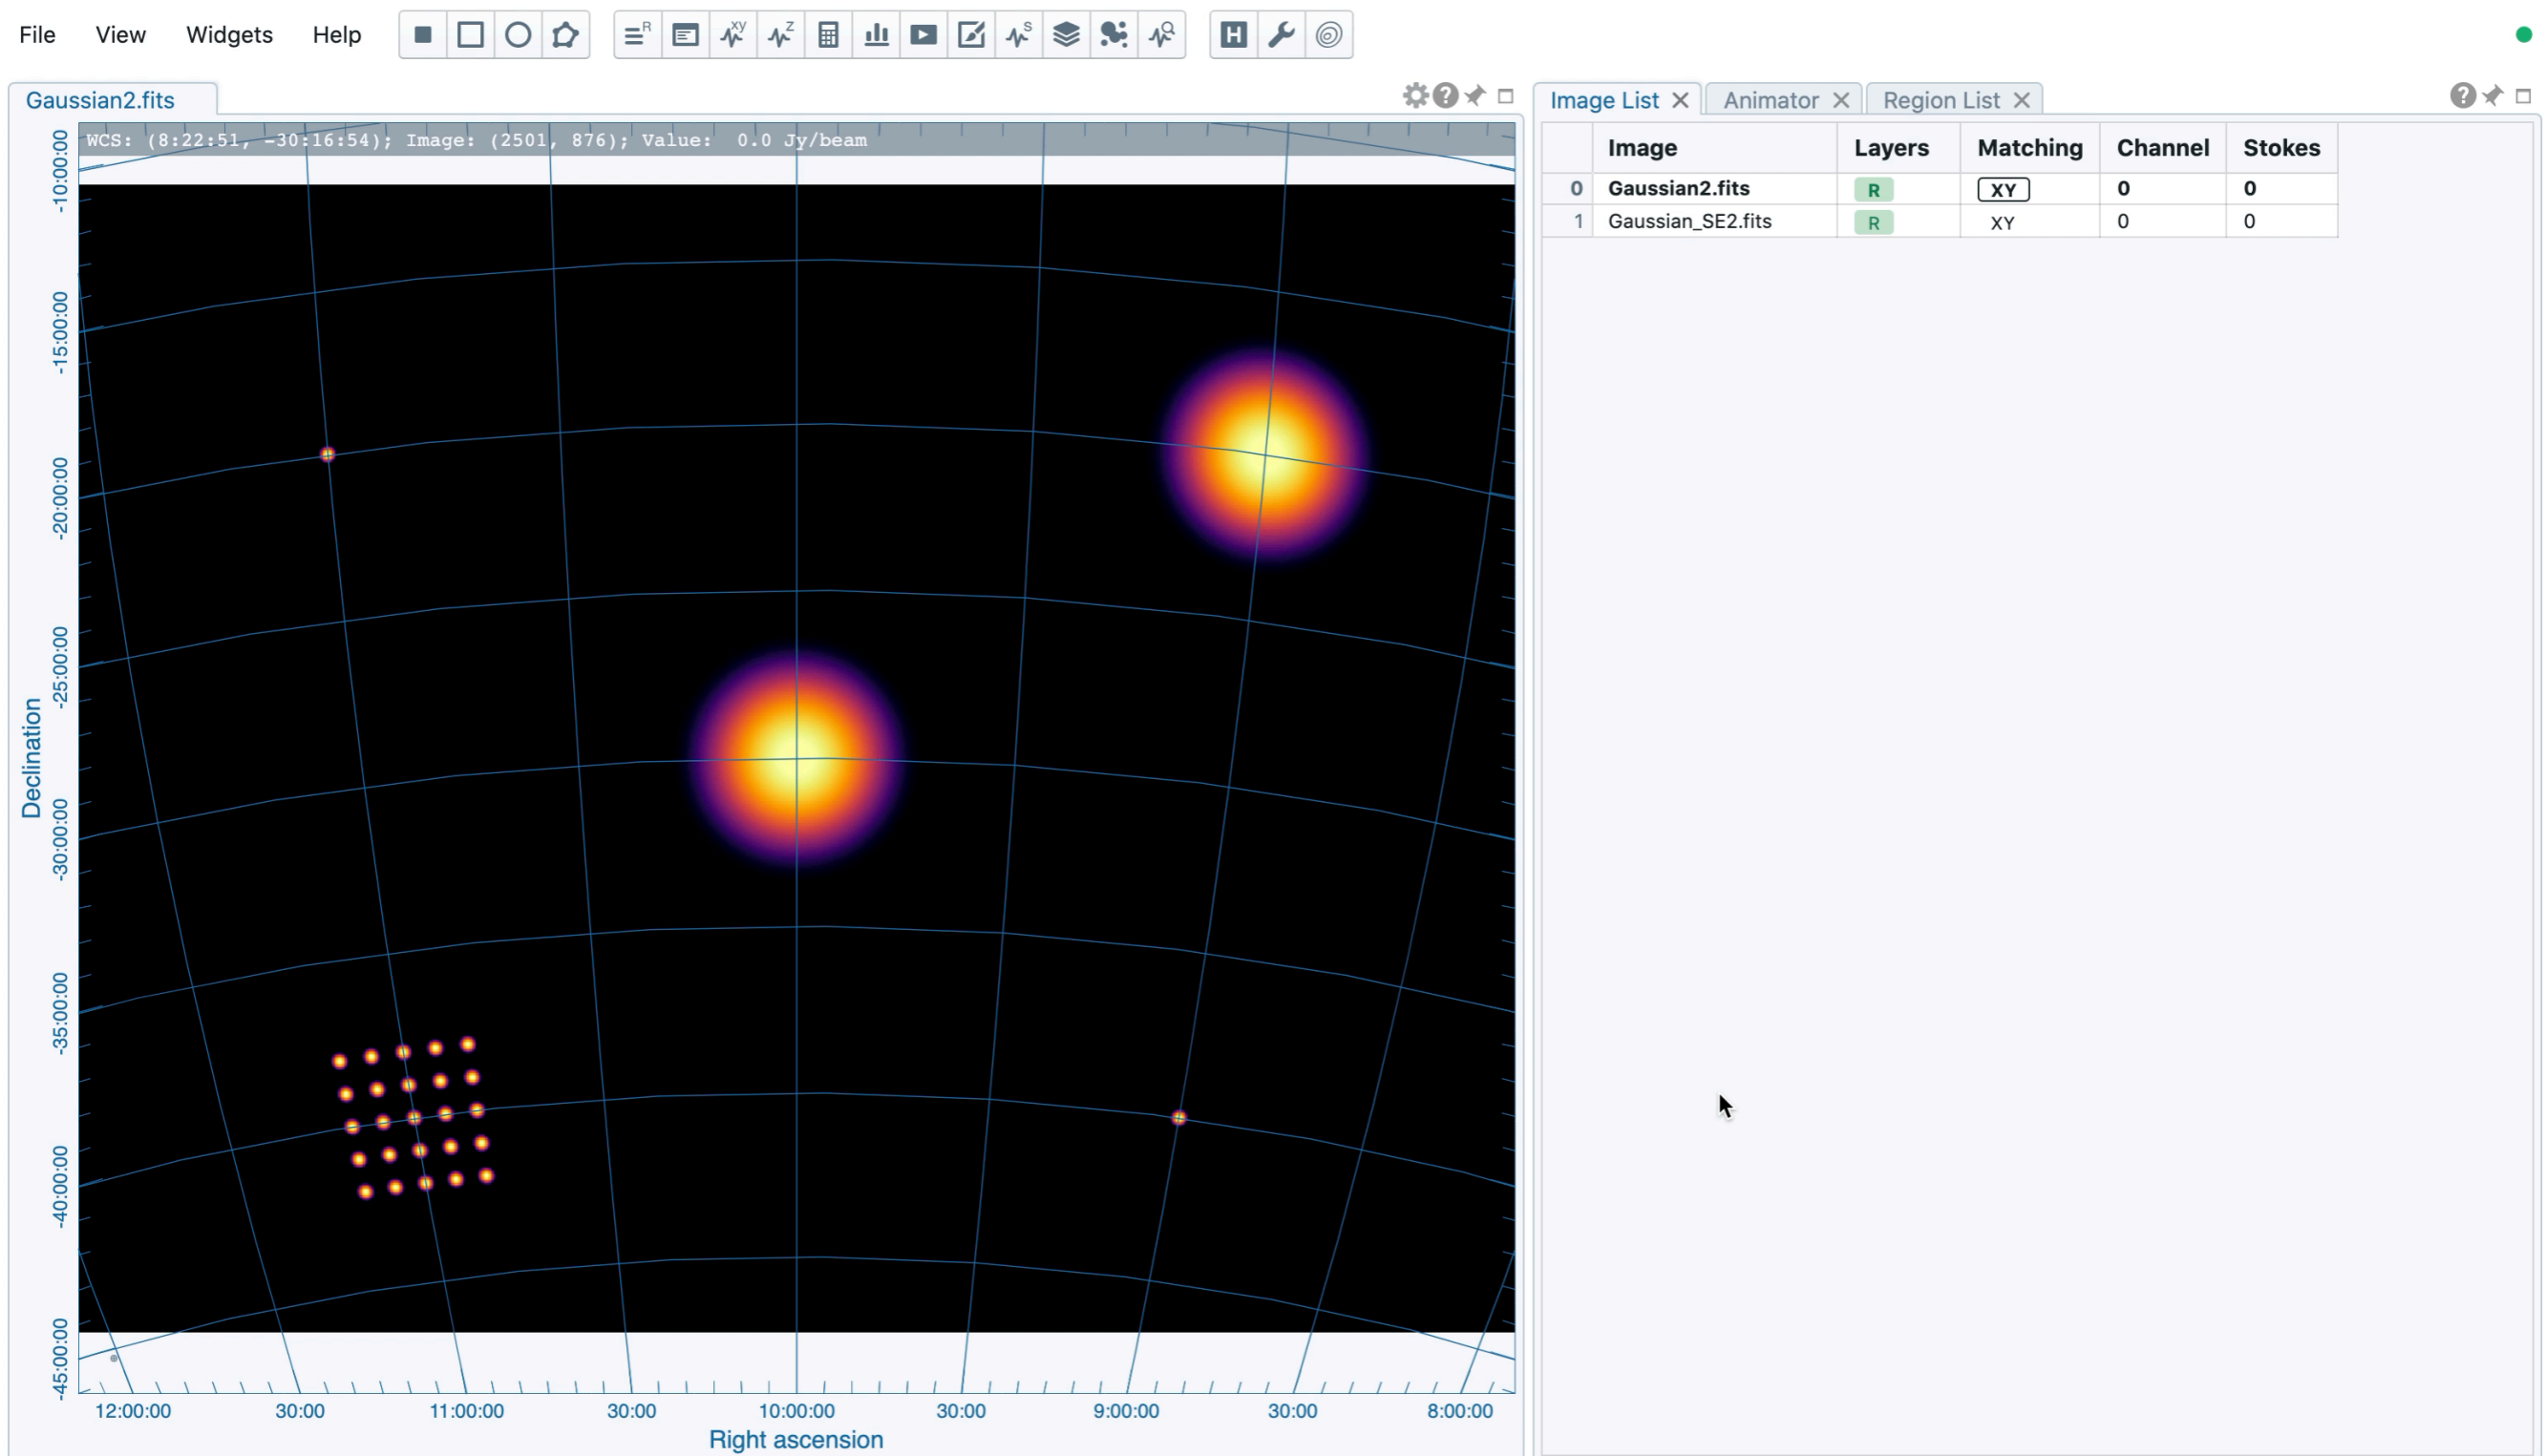 File View Widgets Help
R XY Z S H
Gaussian2.fits
WCS: (8:22:51, -30:16:54); Image: (2501, 876); Value: 0.0 Jy/beam
-10:00:00
-15:00:00
-20:00:00
-25:00:00
-30:00:00
-35:00:00
-40:00:00
-45:00:00
Declination
12:00:00 30:00 11:00:00 30:00 10:00:00 30:00 9:00:00 30:00 8:00:00
Right ascension
Image List Animator Region List
Image Layers Matching Channel Stokes
0 Gaussian2.fits R XY 0 0
1 Gaussian_SE2.fits R XY 0 0